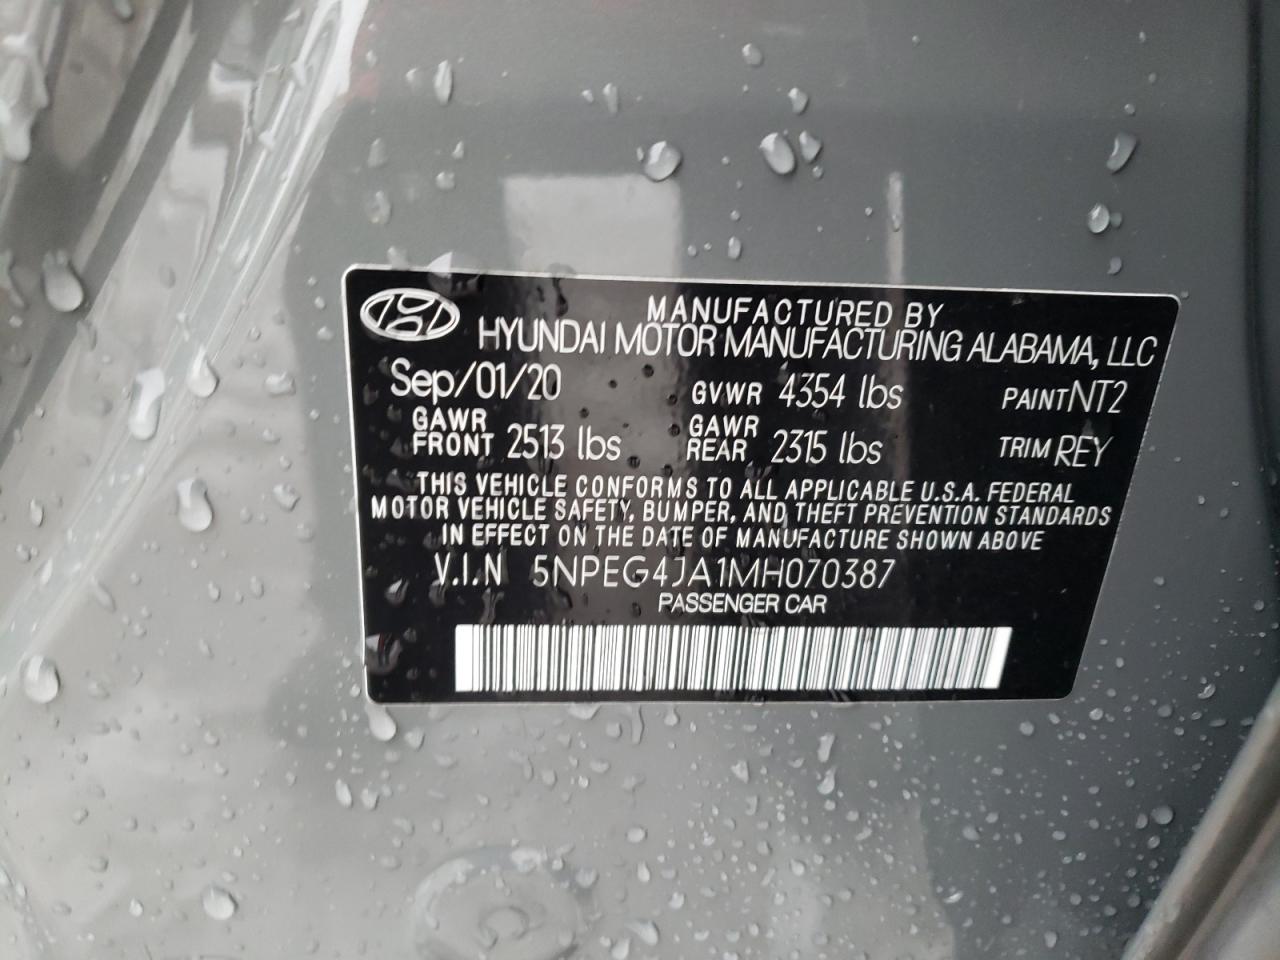 MANUFACTURED BY
HYUNDAI MOTOR MANUFACTURING ALABAMA, LLC
Sep/01/20 GVWR 4354 lbs PAINT NT2
GAWR FRONT 2513 lbs GAWR REAR 2315 lbs TRIM REY
THIS VEHICLE CONFORMS TO ALL APPLICABLE U.S.A. FEDERAL
MOTOR VEHICLE SAFETY, BUMPER, AND THEFT PREVENTION STANDARDS
IN EFFECT ON THE DATE OF MANUFACTURE SHOWN ABOVE
V.I.N 5NPEG4JA1MH070387
PASSENGER CAR